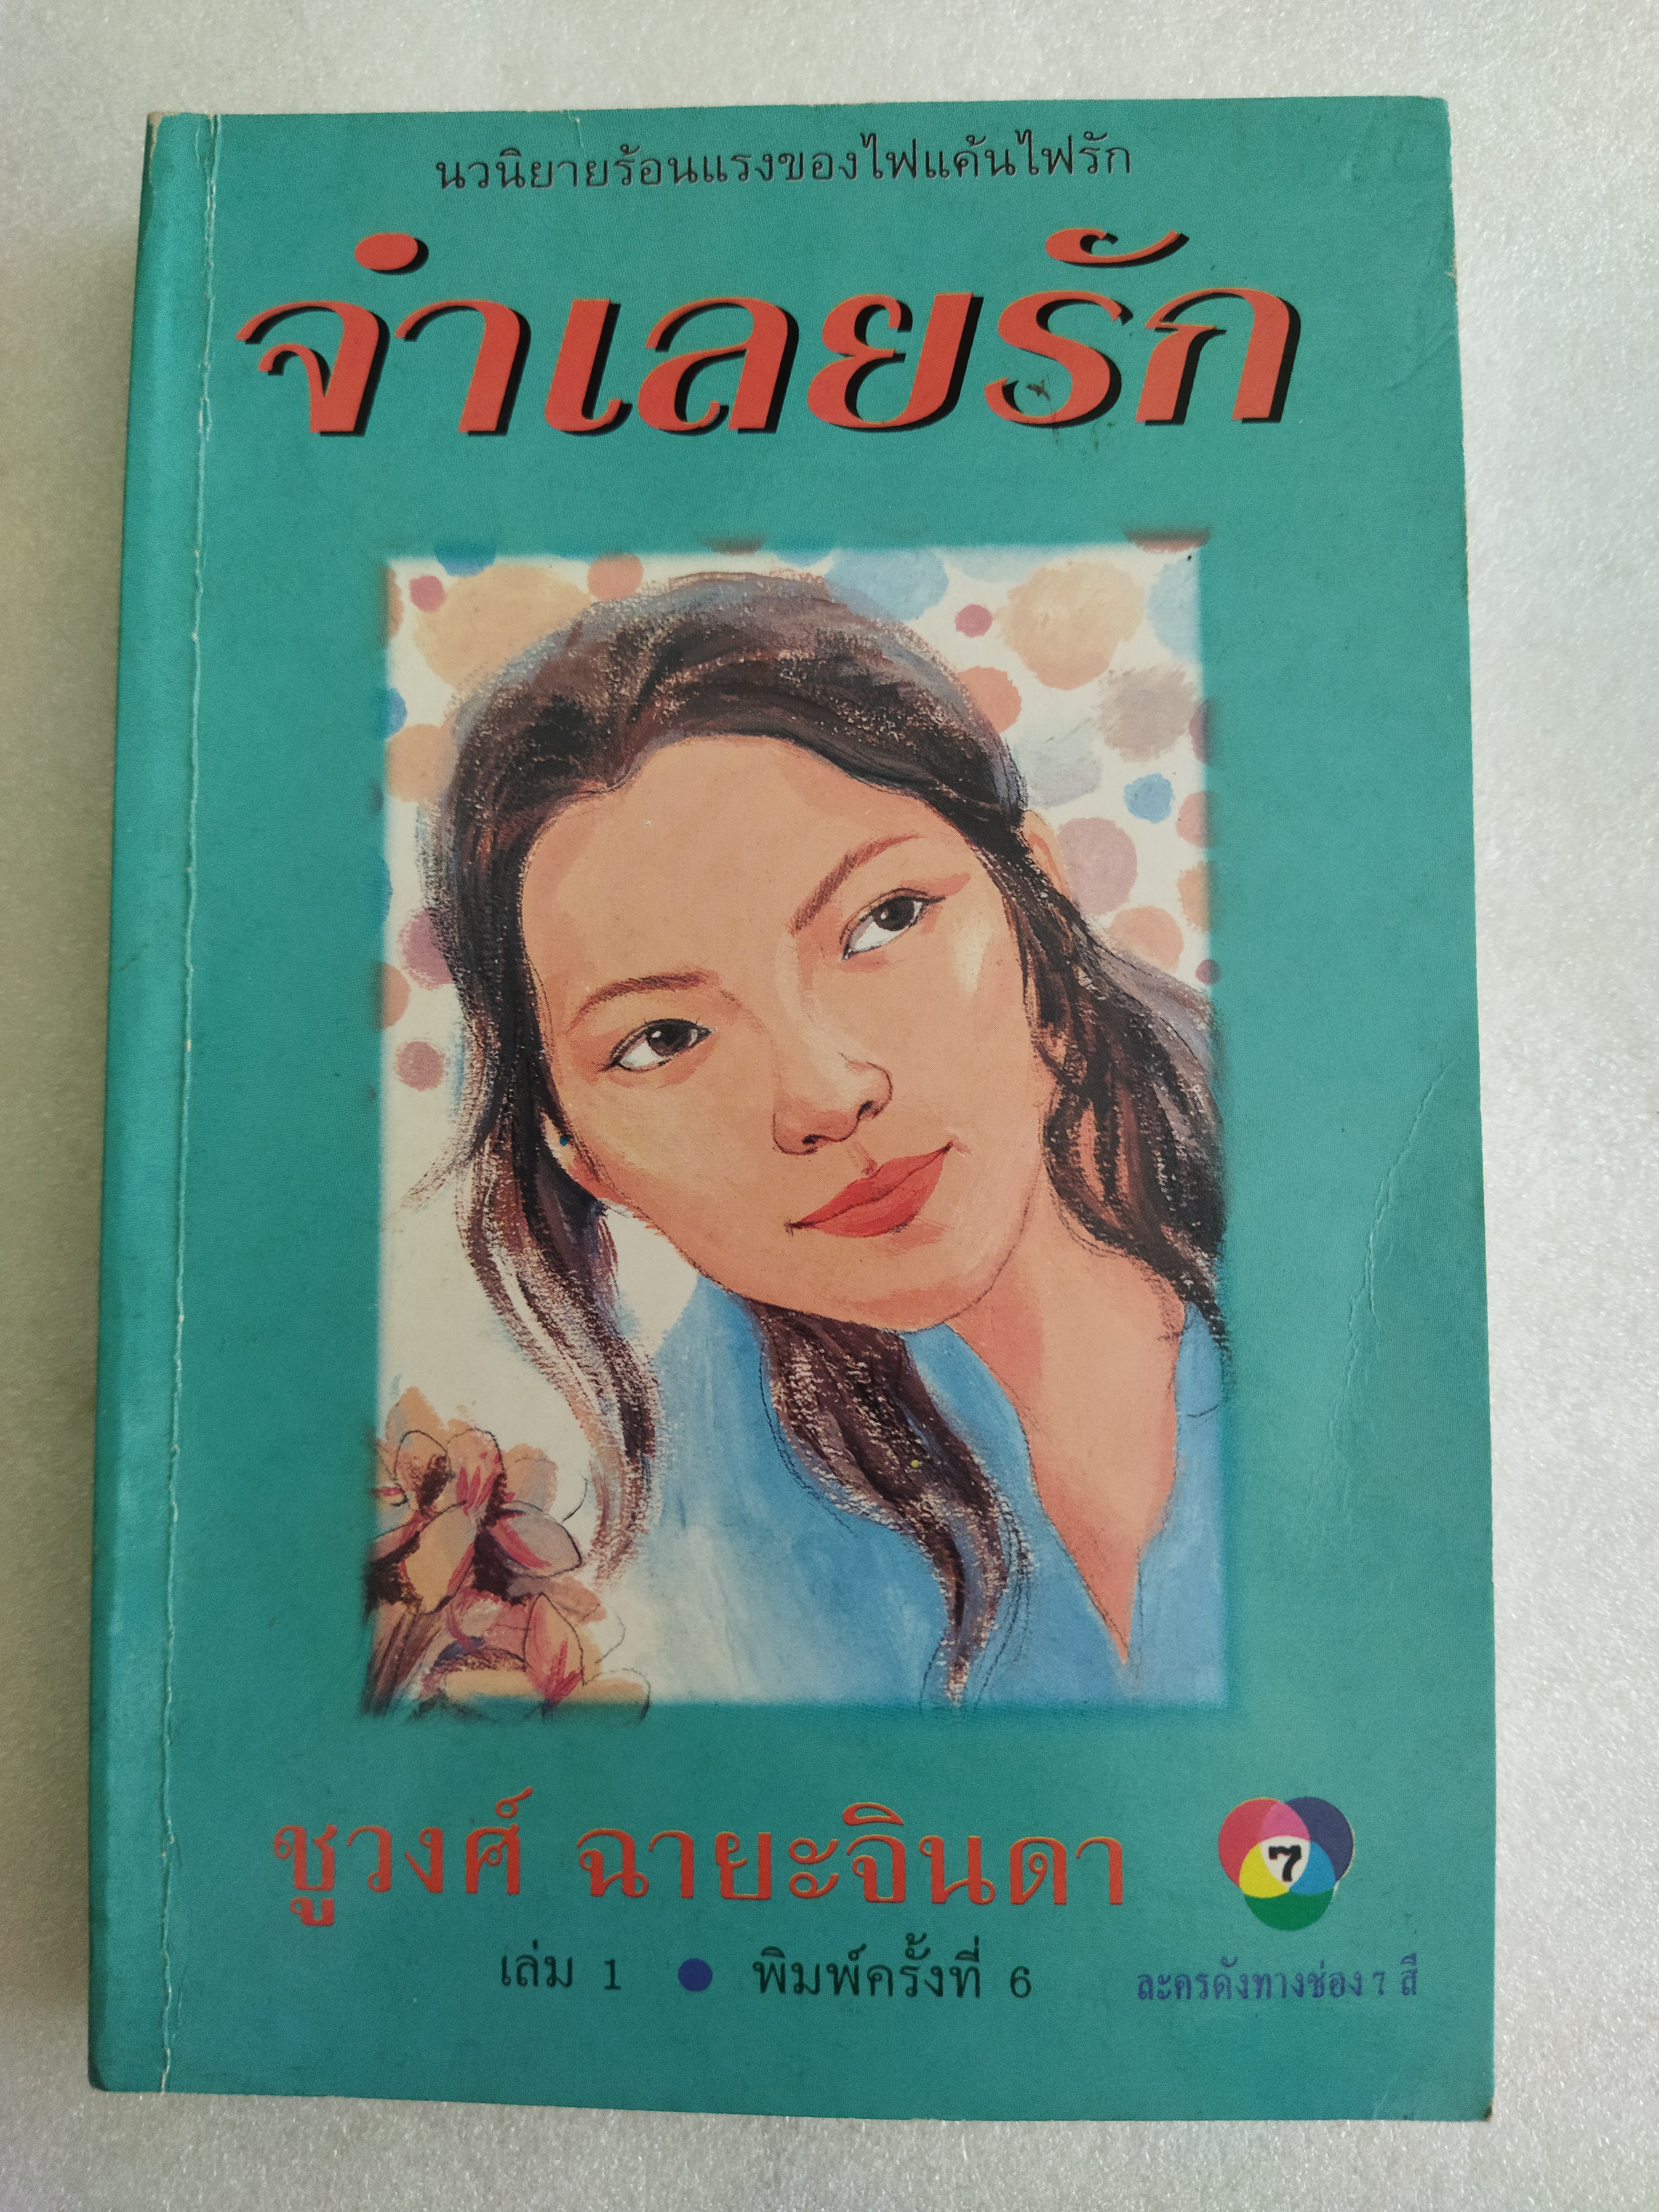 นวนิยายร้อนแรงของไฟแค้นไฟรัก
จำเลยรัก
ชูวงศ์ ฉายะจินดา
7
เล่ม 1 ● พิมพ์ครั้งที่ 6
ละครดังทางช่อง 7 สี